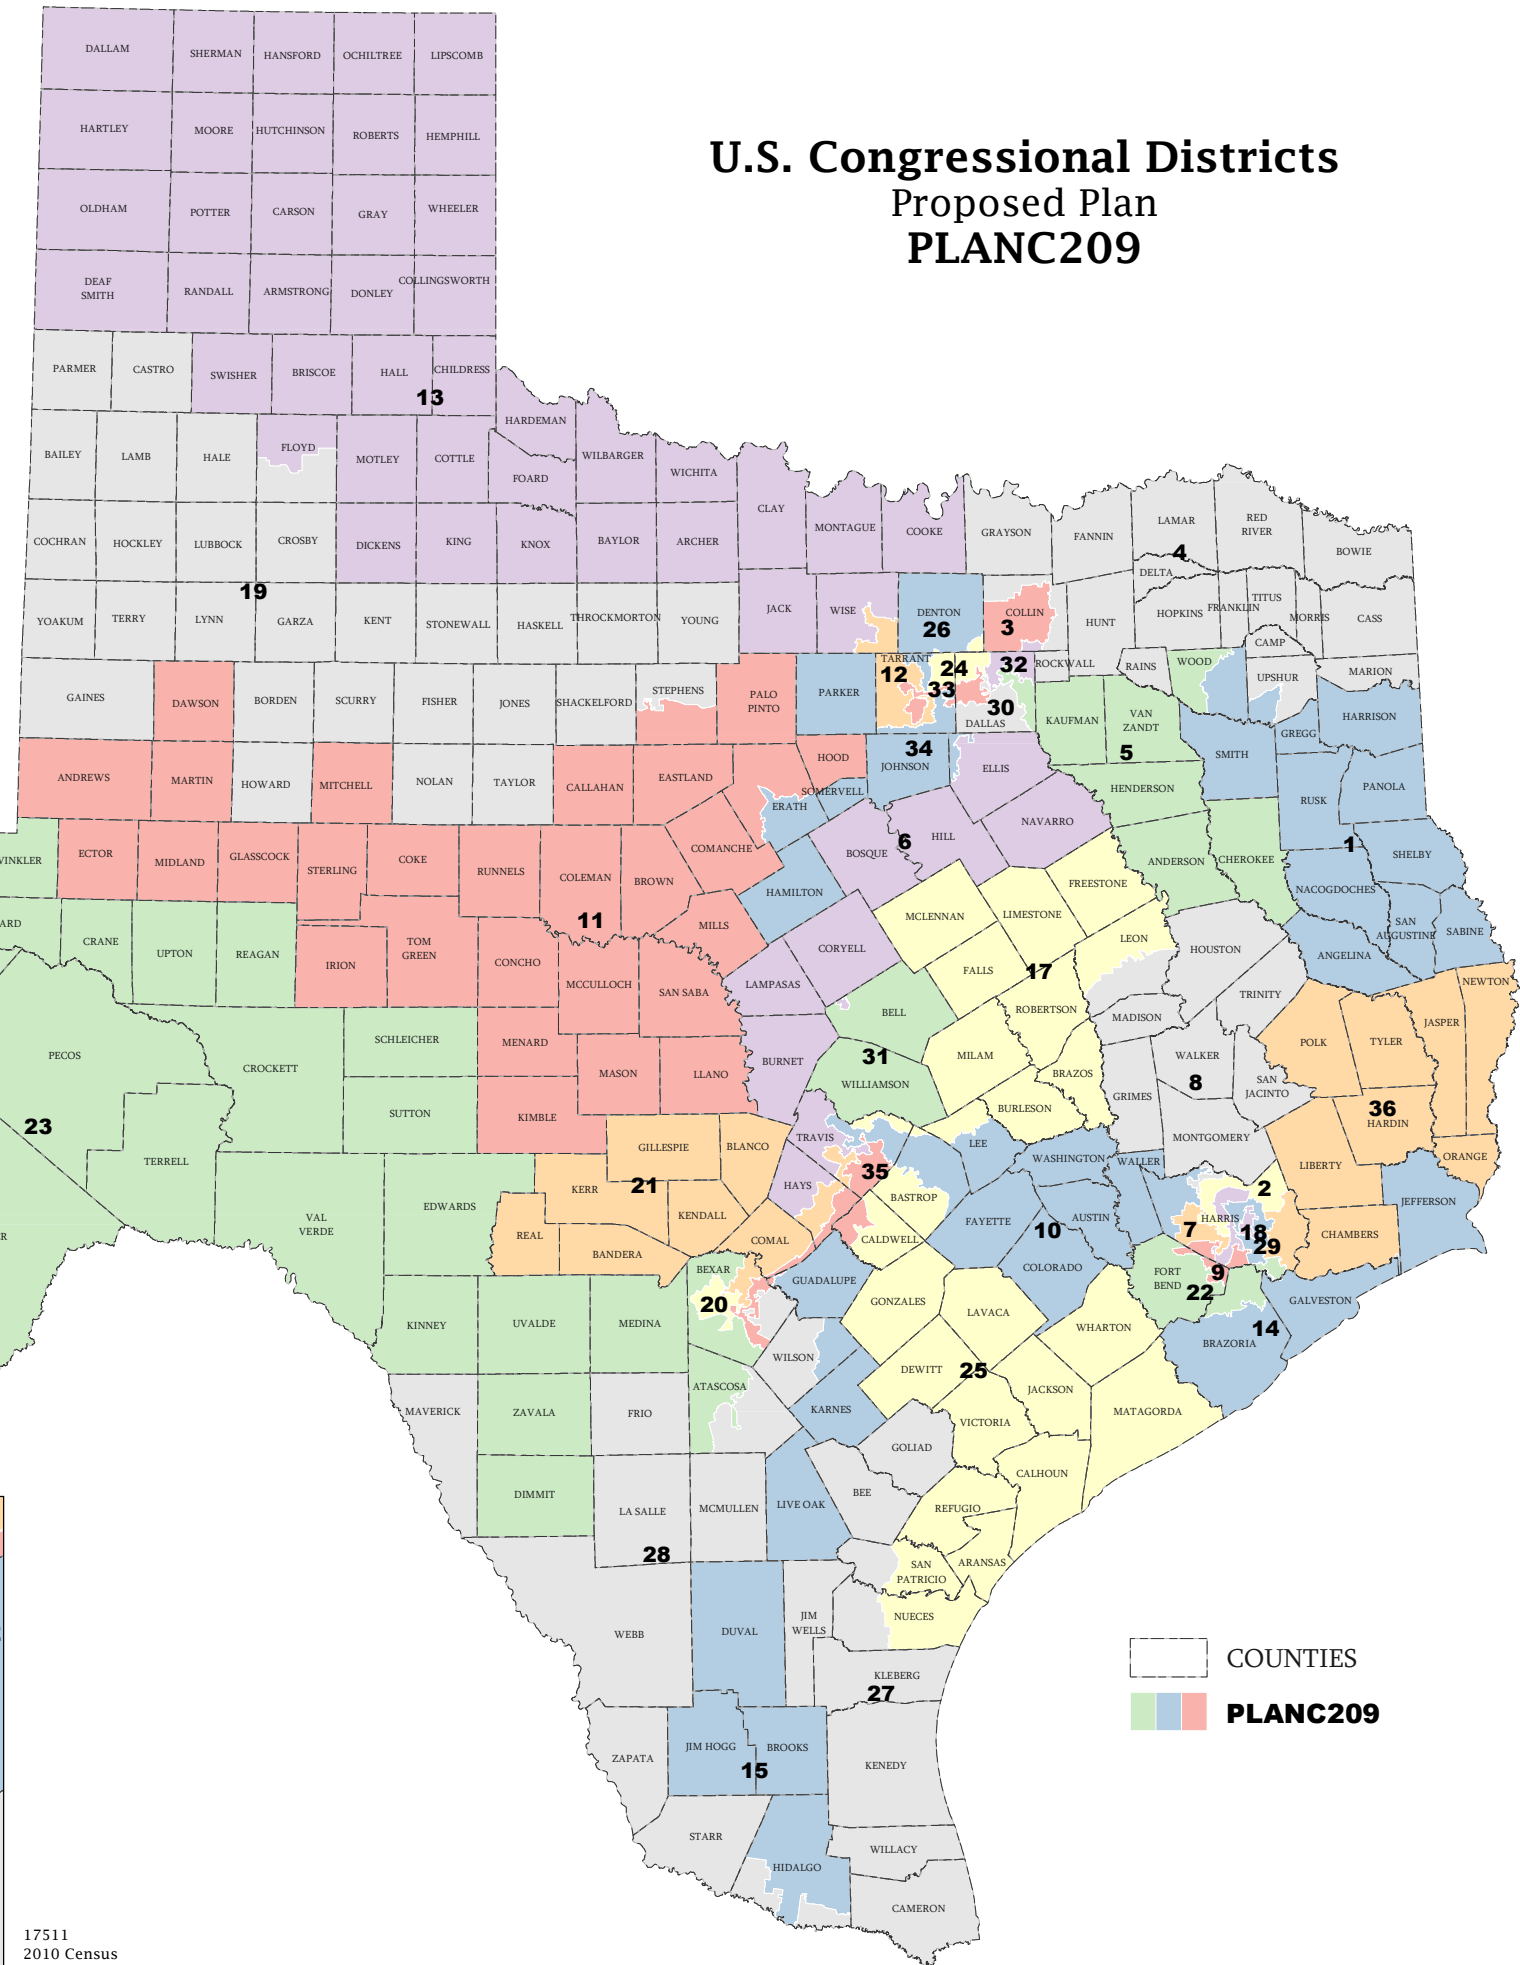 U.S. Congressional Districts
Proposed Plan
PLANC209
DALLAM
SHERMAN
HANSFORD
OCHILTREE
LIPSCOMB
HARTLEY
MOORE
HUTCHINSON
ROBERTS
HEMPHILL
OLDHAM
POTTER
CARSON
GRAY
WHEELER
DEAF
SMITH
RANDALL
ARMSTRONG
DONLEY
COLLINGSWORTH
PARMER
CASTRO
SWISHER
BRISCOE
HALL
CHILDRESS
13
HARDEMAN
BAILEY
LAMB
HALE
FLOYD
MOTLEY
COTTLE
FOARD
WILBARGER
WICHITA
CLAY
MONTAGUE
COOKE
GRAYSON
FANNIN
LAMAR
RED
RIVER
BOWIE
4
COCHRAN
HOCKLEY
LUBBOCK
CROSBY
DICKENS
KING
KNOX
BAYLOR
ARCHER
DELTA
19
YOAKUM
TERRY
LYNN
GARZA
KENT
STONEWALL
HASKELL
THROCKMORTON
YOUNG
JACK
WISE
DENTON
26
COLLIN
3
HUNT
HOPKINS
FRANKLIN
TITUS
MORRIS
CASS
CAMP
GAINES
DAWSON
BORDEN
SCURRY
FISHER
JONES
SHACKELFORD
STEPHENS
PALO
PINTO
PARKER
TARRANT
12
24
33
32
30
DALLAS
ROCKWALL
RAINS
WOOD
UPSHUR
MARION
KAUFMAN
VAN
ZANDT
5
HARRISON
GREGG
SMITH
ANDREWS
MARTIN
HOWARD
MITCHELL
NOLAN
TAYLOR
CALLAHAN
EASTLAND
HOOD
SOMERVELL
ERATH
34
JOHNSON
ELLIS
HENDERSON
RUSK
PANOLA
NAVARRO
HILL
6
BOSQUE
1
WINKLER
ECTOR
MIDLAND
GLASSCOCK
STERLING
COKE
RUNNELS
COLEMAN
BROWN
COMANCHE
HAMILTON
FREESTONE
ANDERSON
CHEROKEE
SHELBY
NACOGDOCHES
SAN
AUGUSTINE
SABINE
ARD
CRANE
UPTON
REAGAN
IRION
TOM
GREEN
CONCHO
11
MILLS
CORYELL
MCLENNAN
LIMESTONE
LEON
HOUSTON
ANGELINA
MCCULLOCH
SAN SABA
LAMPASAS
FALLS
17
TRINITY
NEWTON
BELL
ROBERTSON
MADISON
POLK
TYLER
JASPER
PECOS
CROCKETT
SCHLEICHER
MENARD
MASON
LLANO
BURNET
31
WILLIAMSON
MILAM
BRAZOS
WALKER
8
SAN
JACINTO
GRIMES
BURLESON
36
HARDIN
23
TERRELL
SUTTON
KIMBLE
GILLESPIE
BLANCO
TRAVIS
LEE
WASHINGTON
WALLER
MONTGOMERY
LIBERTY
ORANGE
JEFFERSON
21
KERR
KENDALL
HAYS
35
BASTROP
2
VAL
VERDE
EDWARDS
REAL
BANDERA
COMAL
CALDWELL
FAYETTE
10
AUSTIN
COLORADO
7
HARRIS
18
29
CHAMBERS
R
BEXAR
20
GUADALUPE
FORT
BEND
9
22
GALVESTON
14
BRAZORIA
KINNEY
UVALDE
MEDINA
GONZALES
LAVACA
WHARTON
WILSON
DEWITT
25
JACKSON
MATAGORDA
MAVERICK
ZAVALA
FRIO
ATASCOSA
KARNES
VICTORIA
GOLIAD
CALHOUN
DIMMIT
LA SALLE
MCMULLEN
LIVE OAK
BEE
REFUGIO
28
SAN
PATRICIO
ARANSAS
WEBB
DUVAL
JIM
WELLS
NUECES
KLEBERG
27
COUNTIES
PLANC209
ZAPATA
JIM HOGG
BROOKS
15
KENEDY
STARR
HIDALGO
WILLACY
CAMERON
17511
2010 Census